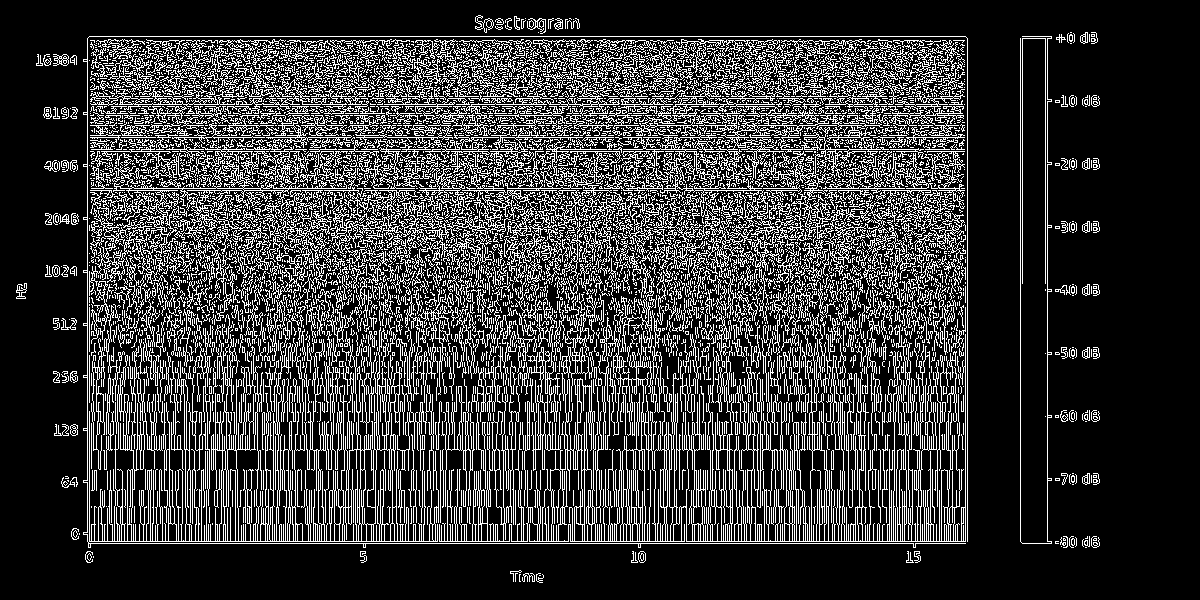 Spectrogram
16384
8192
4096
2048
1024
512
256
128
64
0
Hz
0
5
10
15
Time
+0 dB
-10 dB
-20 dB
-30 dB
-40 dB
-50 dB
-60 dB
-70 dB
-80 dB